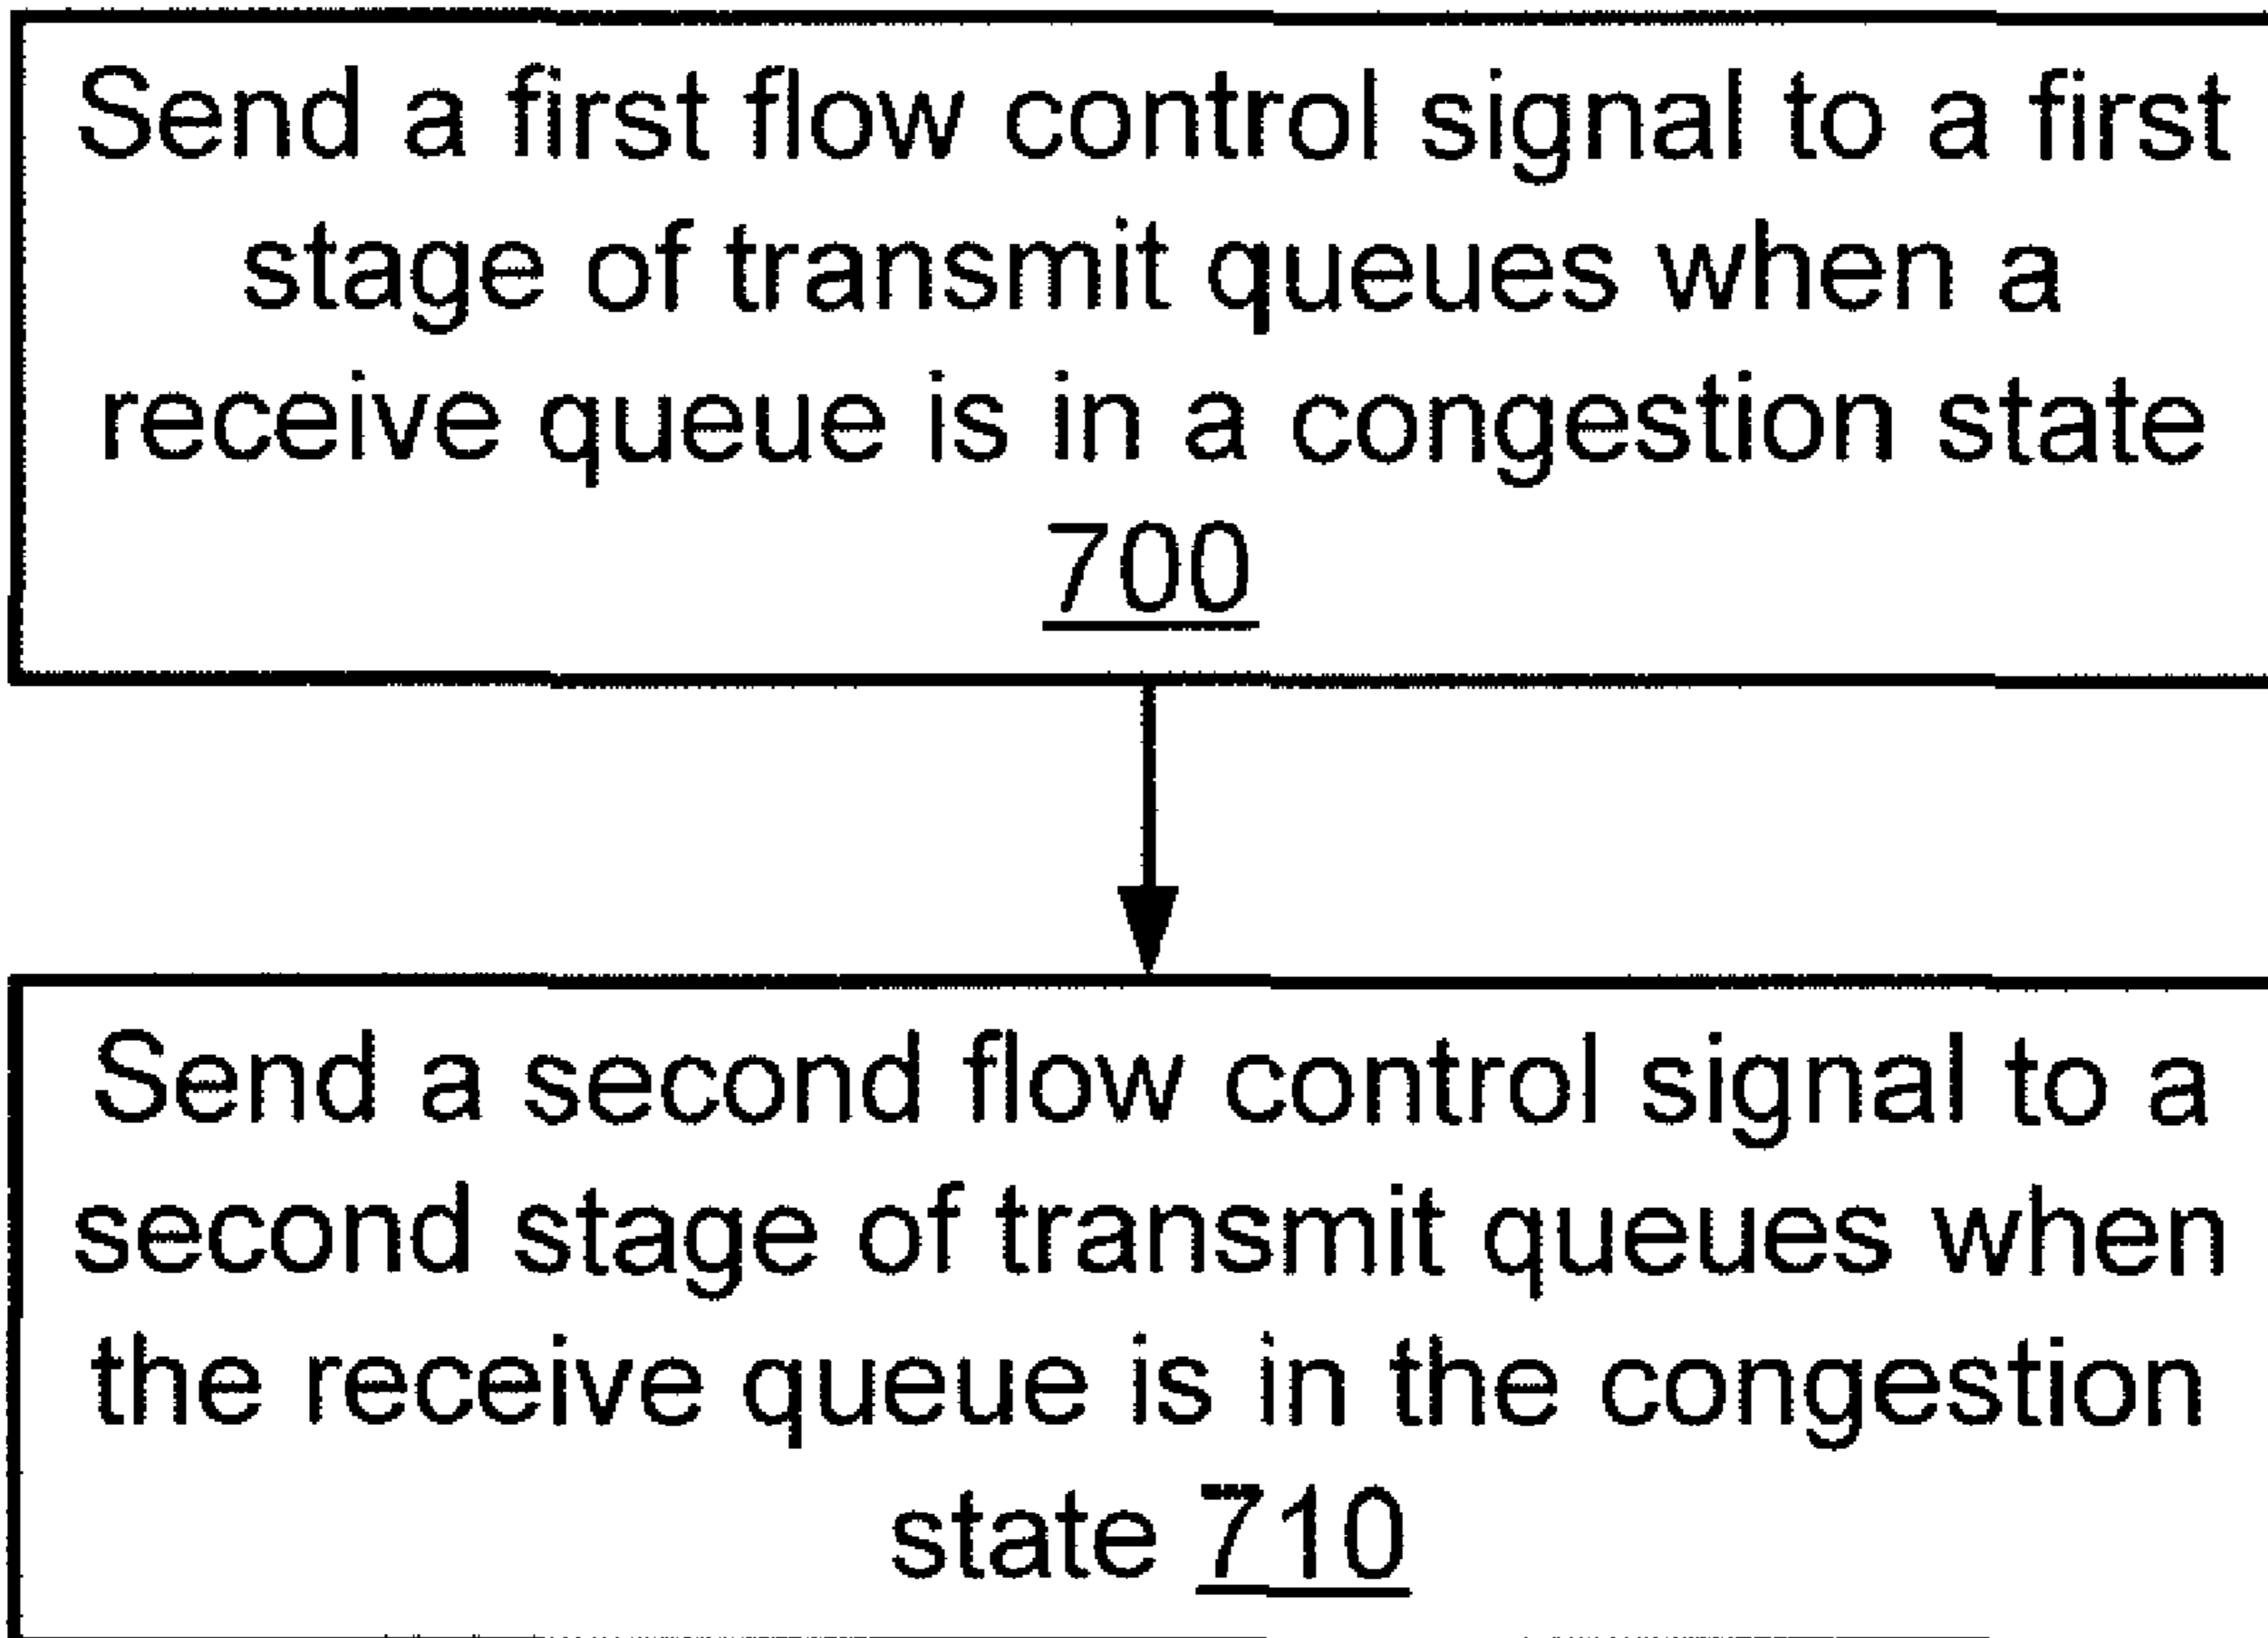 Send a first flow control signal to a first
stage of transmit queues when a
receive queue is in a congestion state
700
Send a second flow control signal to a
second stage of transmit queues when
the receive queue is in the congestion
state 710